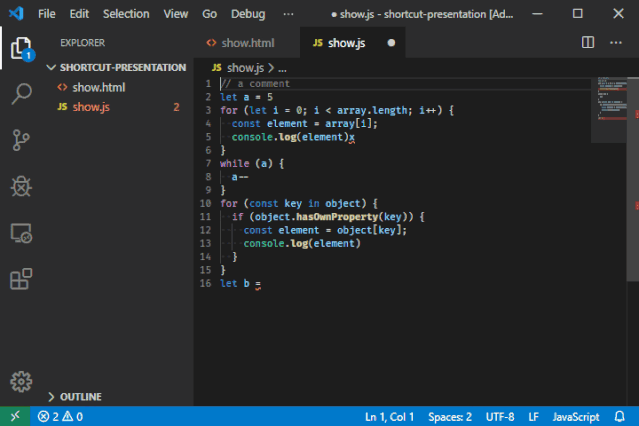 File Edit Selection View Go Debug ··· ● show.js - shortcut-presentation [Ad...
EXPLORER
<> show.html
JS show.js ●
1
SHORTCUT-PRESENTATION
<> show.html
JS show.js 2
JS show.js > ...
1 // a comment
2 let a = 5
3 for (let i = 0; i < array.length; i++) {
4 const element = array[i];
5 console.log(element)x
6 }
7 while (a) {
8 a--
9 }
10 for (const key in object) {
11 if (object.hasOwnProperty(key)) {
12 const element = object[key];
13 console.log(element)
14 }
15 }
16 let b =
OUTLINE
2 0 Ln 1, Col 1 Spaces: 2 UTF-8 LF JavaScript